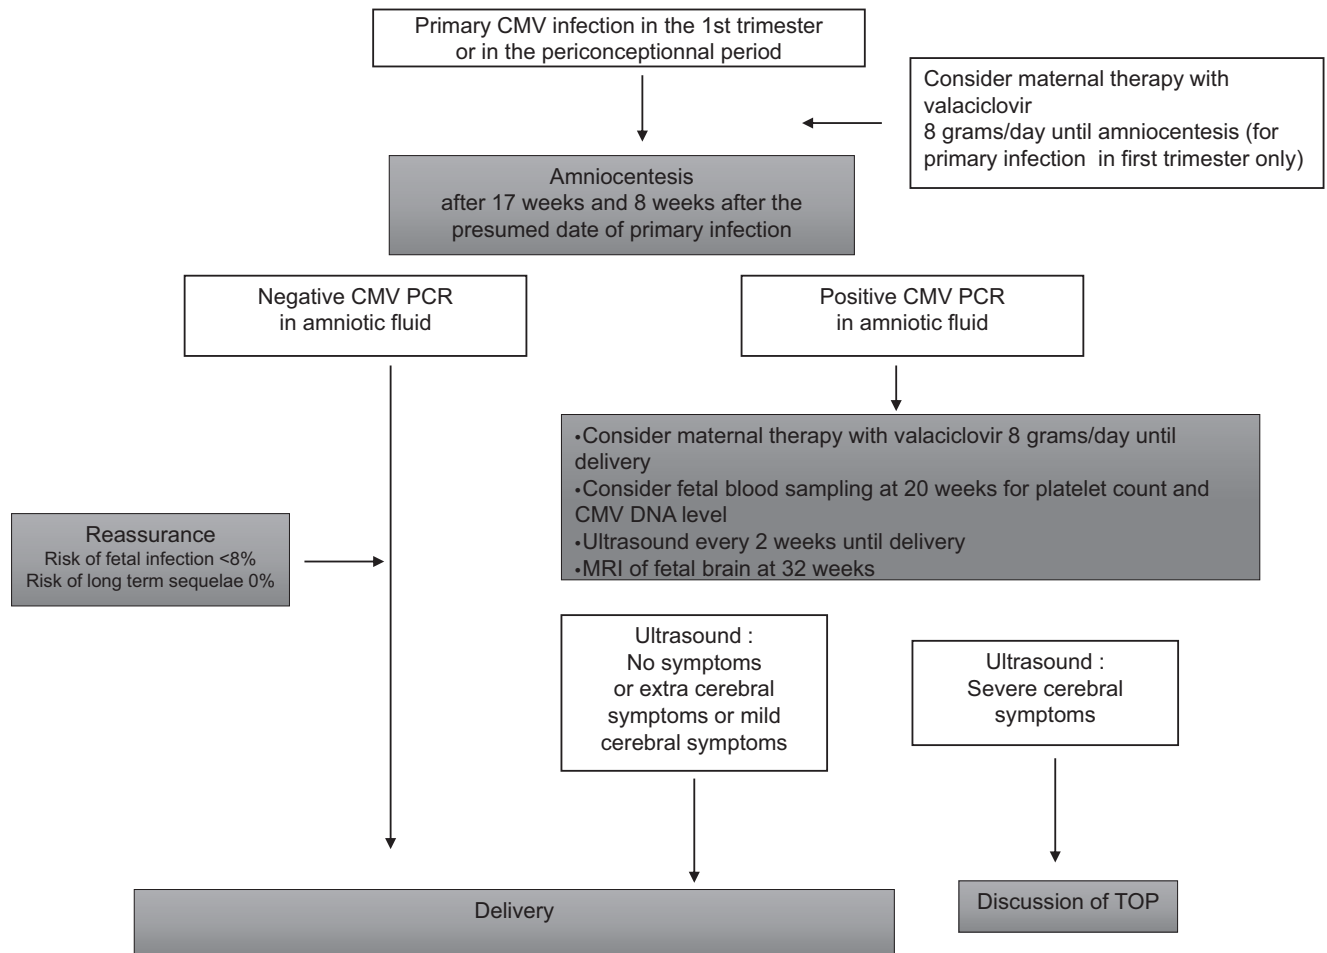 Primary CMV infection in the 1st trimester
or in the periconceptionnal period
Consider maternal therapy with
valaciclovir
8 grams/day until amniocentesis (for
primary infection in first trimester only)
Amniocentesis
after 17 weeks and 8 weeks after the
presumed date of primary infection
Negative CMV PCR
in amniotic fluid
Positive CMV PCR
in amniotic fluid
•Consider maternal therapy with valaciclovir 8 grams/day until
delivery
•Consider fetal blood sampling at 20 weeks for platelet count and
CMV DNA level
•Ultrasound every 2 weeks until delivery
•MRI of fetal brain at 32 weeks
Reassurance
Risk of fetal infection <8%
Risk of long term sequelae 0%
Ultrasound :
No symptoms
or extra cerebral
symptoms or mild
cerebral symptoms
Ultrasound :
Severe cerebral
symptoms
Delivery
Discussion of TOP